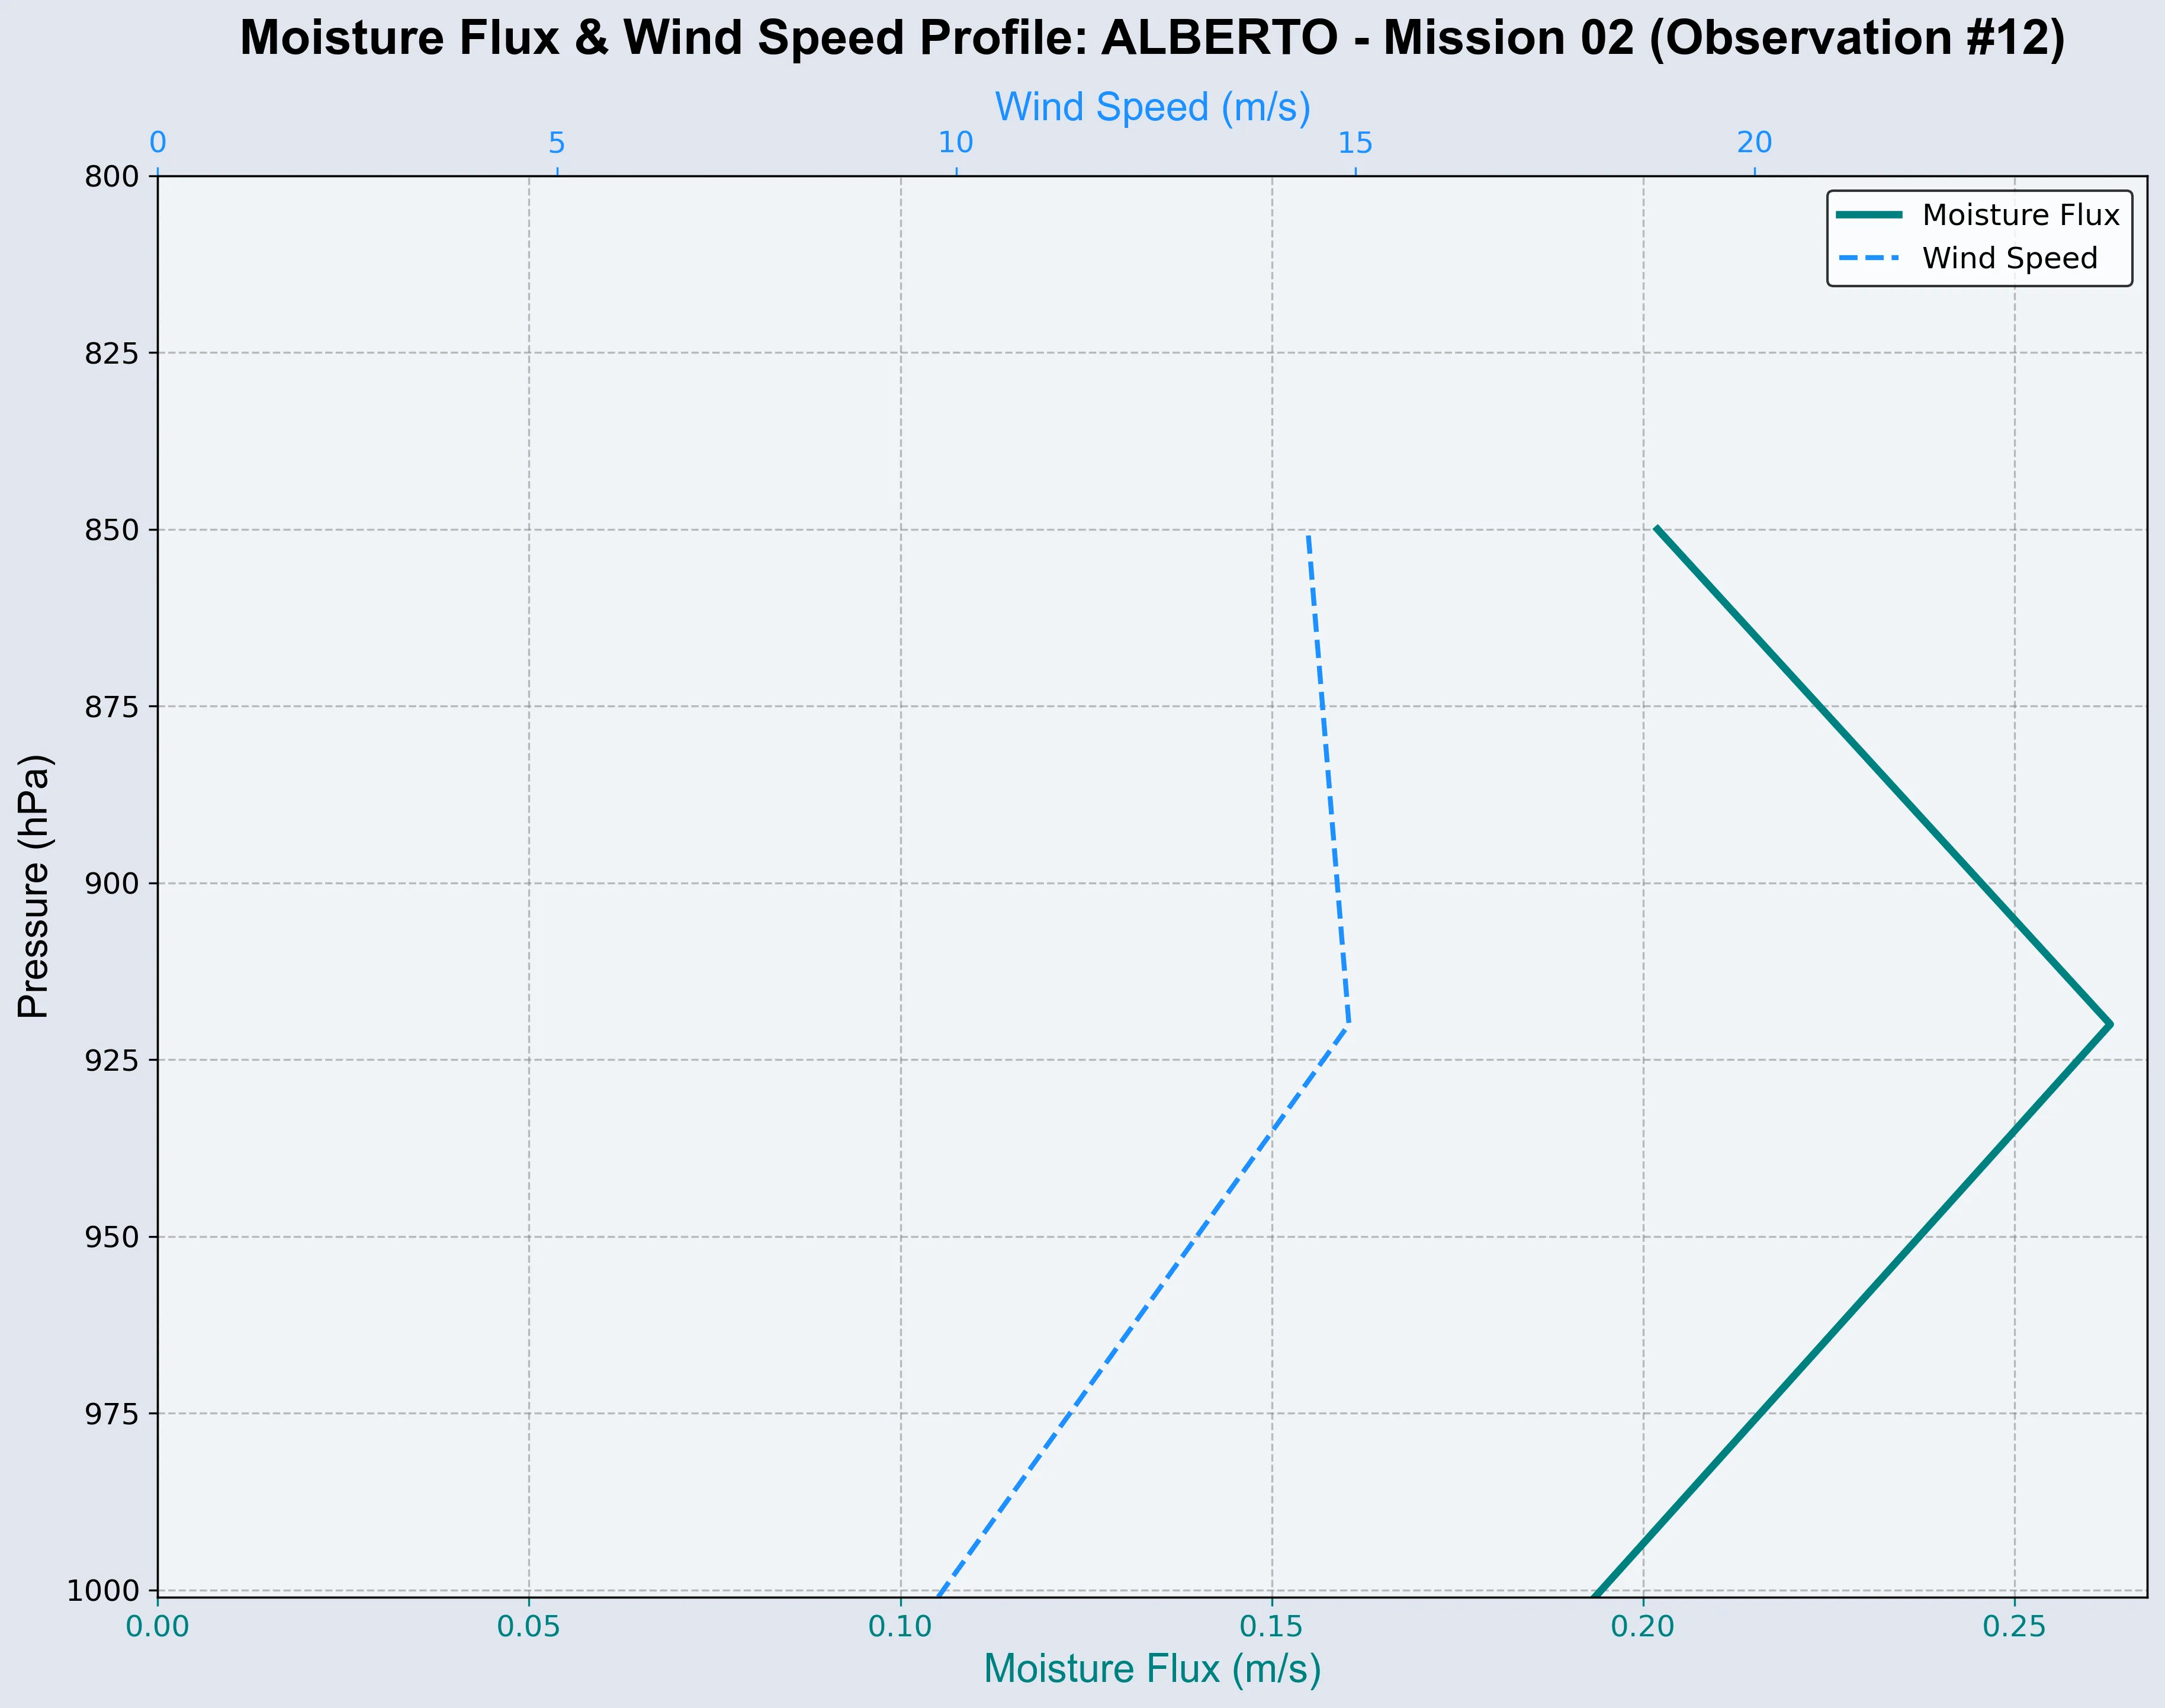 Moisture Flux & Wind Speed Profile: ALBERTO - Mission 02 (Observation #12)
Wind Speed (m/s)
0 5 10 15 20
Moisture Flux
Wind Speed
Pressure (hPa)
800
825
850
875
900
925
950
975
1000
0.00 0.05 0.10 0.15 0.20 0.25
Moisture Flux (m/s)